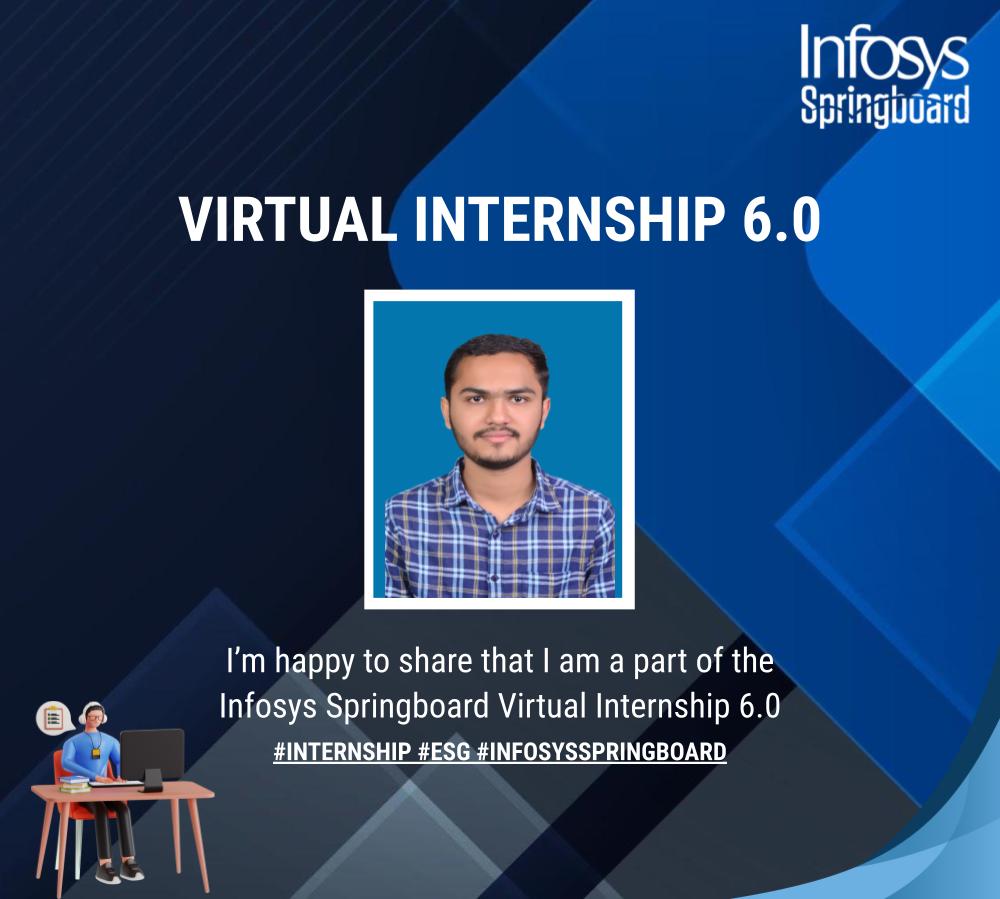 Infosys
Springboard
VIRTUAL INTERNSHIP 6.0
I’m happy to share that I am a part of the
Infosys Springboard Virtual Internship 6.0
#INTERNSHIP #ESG #INFOSYSSPRINGBOARD